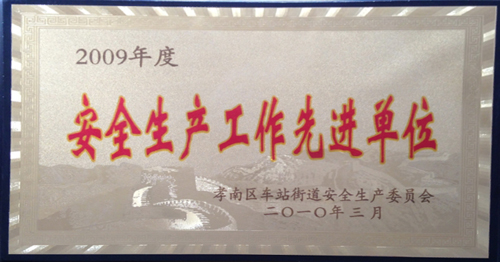 2009年度
安全生产工作先进单位
孝南区车站街道安全生产委员会
二〇一〇年三月